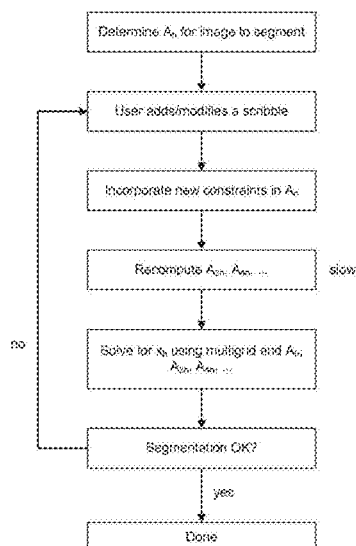 Determine Aₕ for image to segment
User adds/modifies a scribble
Incorporate new constraints in Aₕ
Recompute A₂ₕ, A₄ₕ, ...
slow
Solve for xₕ using multigrid and Aₕ,
A₂ₕ, A₄ₕ, ...
no
Segmentation OK?
yes
Done